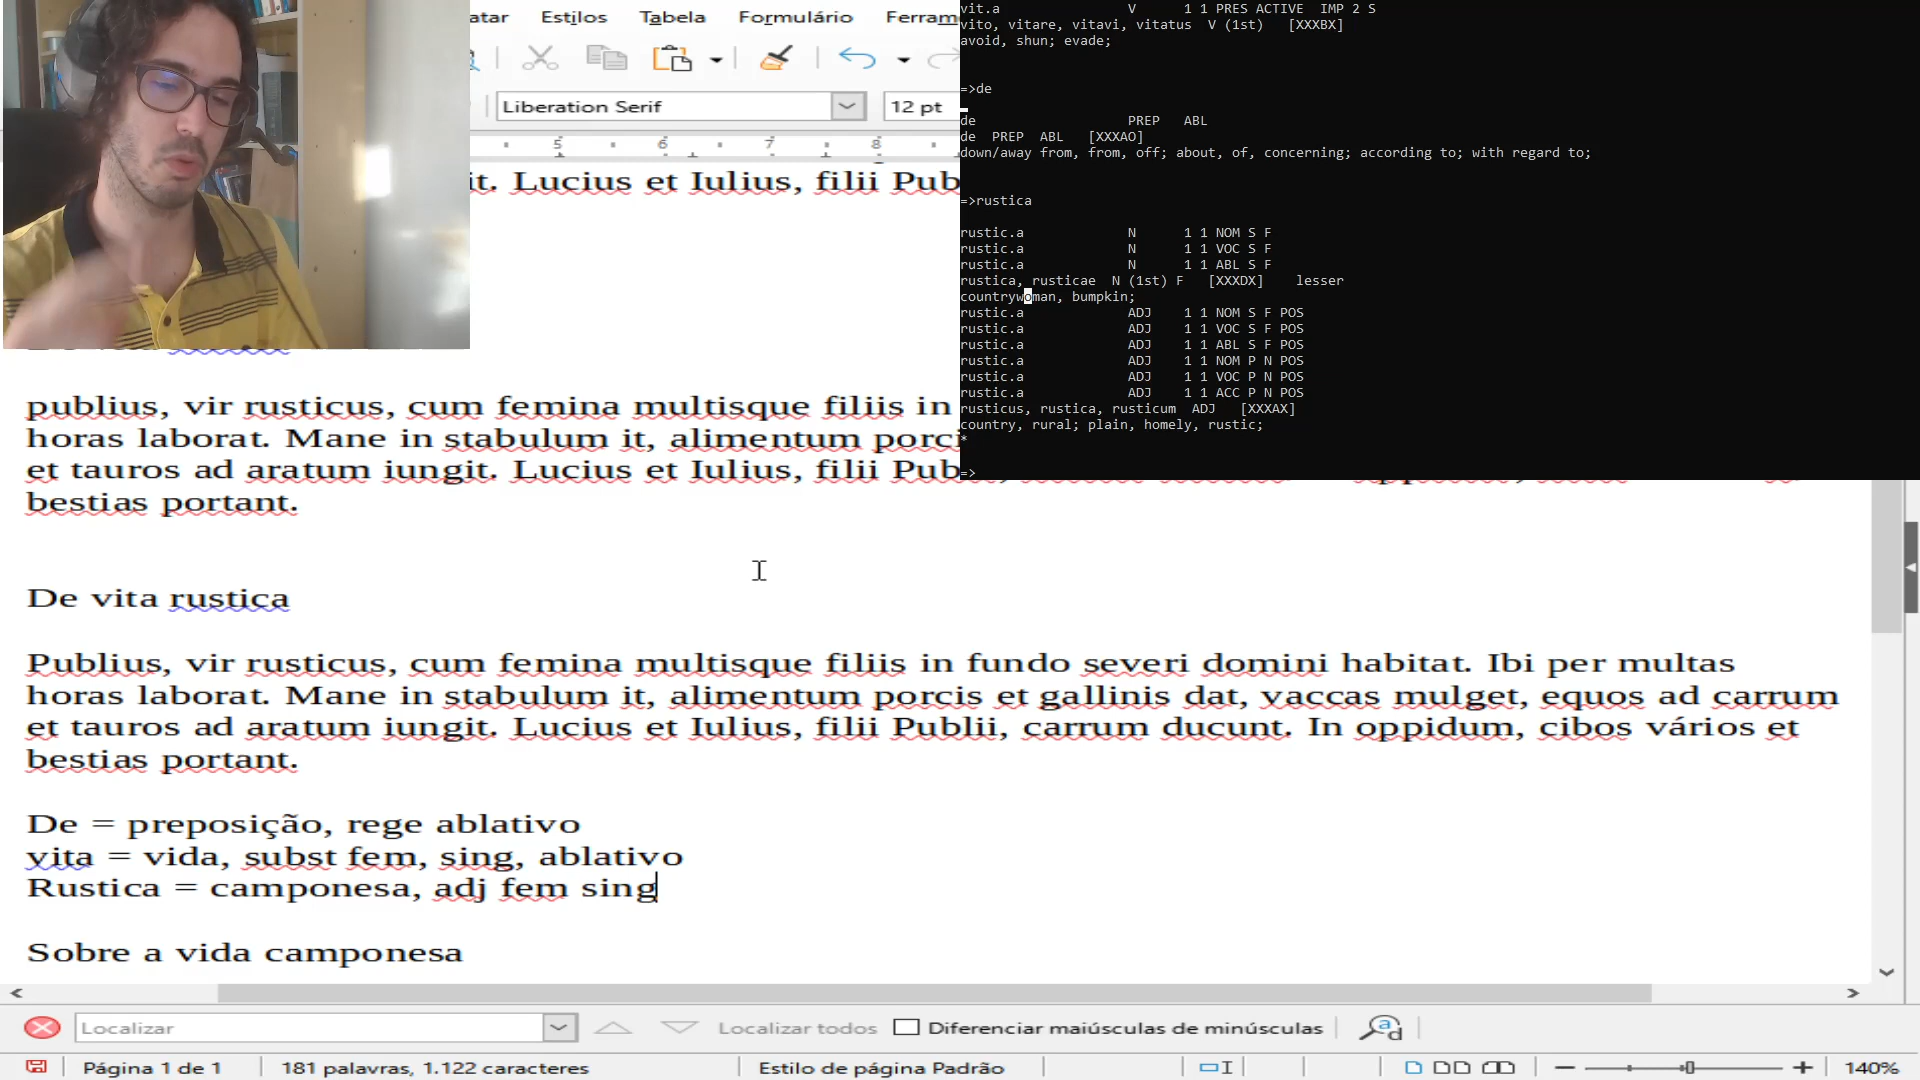 atar Estilos Tabela Formulário Ferram
Liberation Serif 12 pt
5 6 7 8
it. Lucius et Iulius, filii Pub
publius, vir rusticus, cum femina multisque filiis in
horas laborat. Mane in stabulum it, alimentum porci
et tauros ad aratum iungit. Lucius et Iulius, filii Pub
bestias portant.
De vita rustica
Publius, vir rusticus, cum femina multisque filiis in fundo severi domini habitat. Ibi per multas
horas laborat. Mane in stabulum it, alimentum porcis et gallinis dat, vaccas mulget, equos ad carrum
et tauros ad aratum iungit. Lucius et Iulius, filii Publii, carrum ducunt. In oppidum, cibos vários et
bestias portant.
De = preposição, rege ablativo
vita = vida, subst fem, sing, ablativo
Rustica = camponesa, adj fem sing
Sobre a vida camponesa
Localizar Localizar todos Diferenciar maiúsculas de minúsculas
Página 1 de 1 181 palavras, 1.122 caracteres Estilo de página Padrão 140%
vit.a V 1 1 PRES ACTIVE IMP 2 S
vito, vitare, vitavi, vitatus V (1st) [XXXBX]
avoid, shun; evade;
=>de
de PREP ABL
de PREP ABL [XXXAO]
down/away from, from, off; about, of, concerning; according to; with regard to;
=>rustica
rustic.a N 1 1 NOM S F
rustic.a N 1 1 VOC S F
rustic.a N 1 1 ABL S F
rustica, rusticae N (1st) F [XXXDX] lesser
countrywoman, bumpkin;
rustic.a ADJ 1 1 NOM S F POS
rustic.a ADJ 1 1 VOC S F POS
rustic.a ADJ 1 1 ABL S F POS
rustic.a ADJ 1 1 NOM P N POS
rustic.a ADJ 1 1 VOC P N POS
rustic.a ADJ 1 1 ACC P N POS
rusticus, rustica, rusticum ADJ [XXXAX]
country, rural; plain, homely, rustic;
*
=>